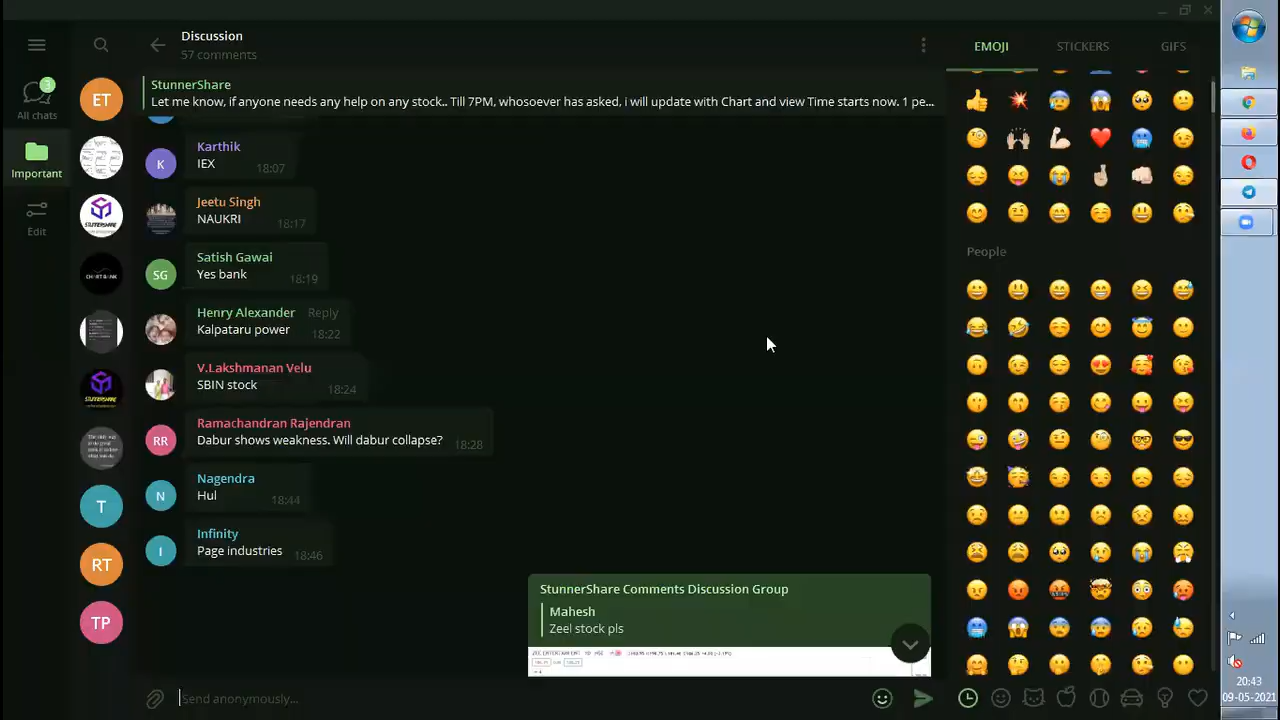 Discussion
57 comments
EMOJI
STICKERS
GIFS
3
All chats
Important
Edit
ET
STUNNERSHARE
CHART BANK
T
RT
TP
StunnerShare
Let me know, if anyone needs any help on any stock.. Till 7PM, whosoever has asked, i will update with Chart and view Time starts now. 1 pe...
K
Karthik
IEX
18:07
Jeetu Singh
NAUKRI
18:17
SG
Satish Gawai
Yes bank
18:19
Henry Alexander
Reply
Kalpataru power
18:22
V.Lakshmanan Velu
SBIN stock
18:24
RR
Ramachandran Rajendran
Dabur shows weakness. Will dabur collapse?
18:28
N
Nagendra
Hul
18:44
I
Infinity
Page industries
18:46
StunnerShare Comments Discussion Group
Mahesh
Zeel stock pls
Send anonymously...
People
20:43
09-05-2021